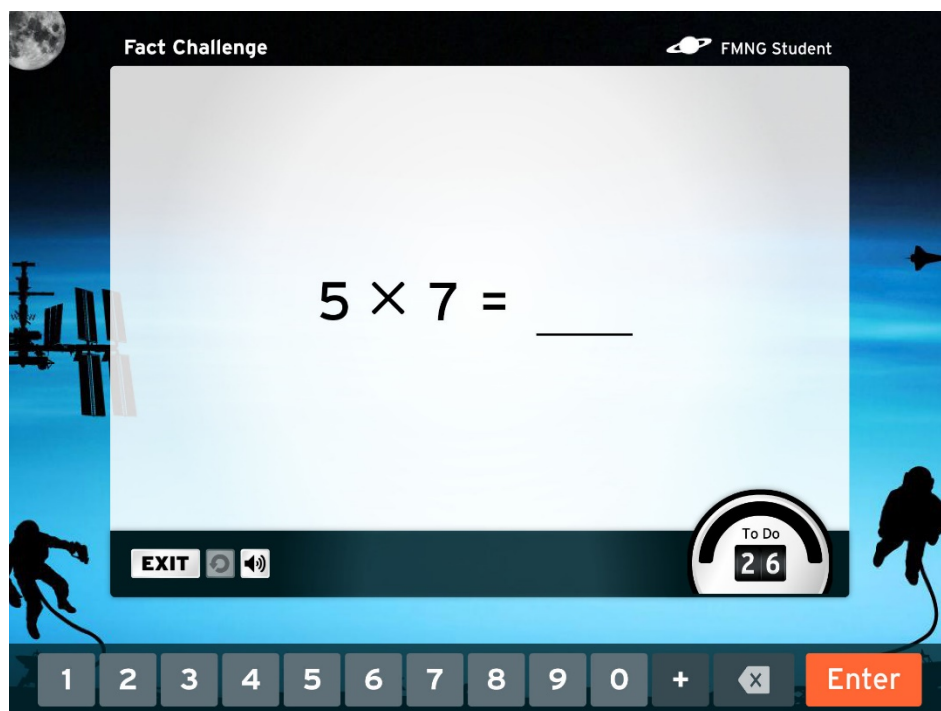 Fact Challenge
FMNG Student
5 × 7 = ____
To Do
26
EXIT
1 2 3 4 5 6 7 8 9 0 + x Enter